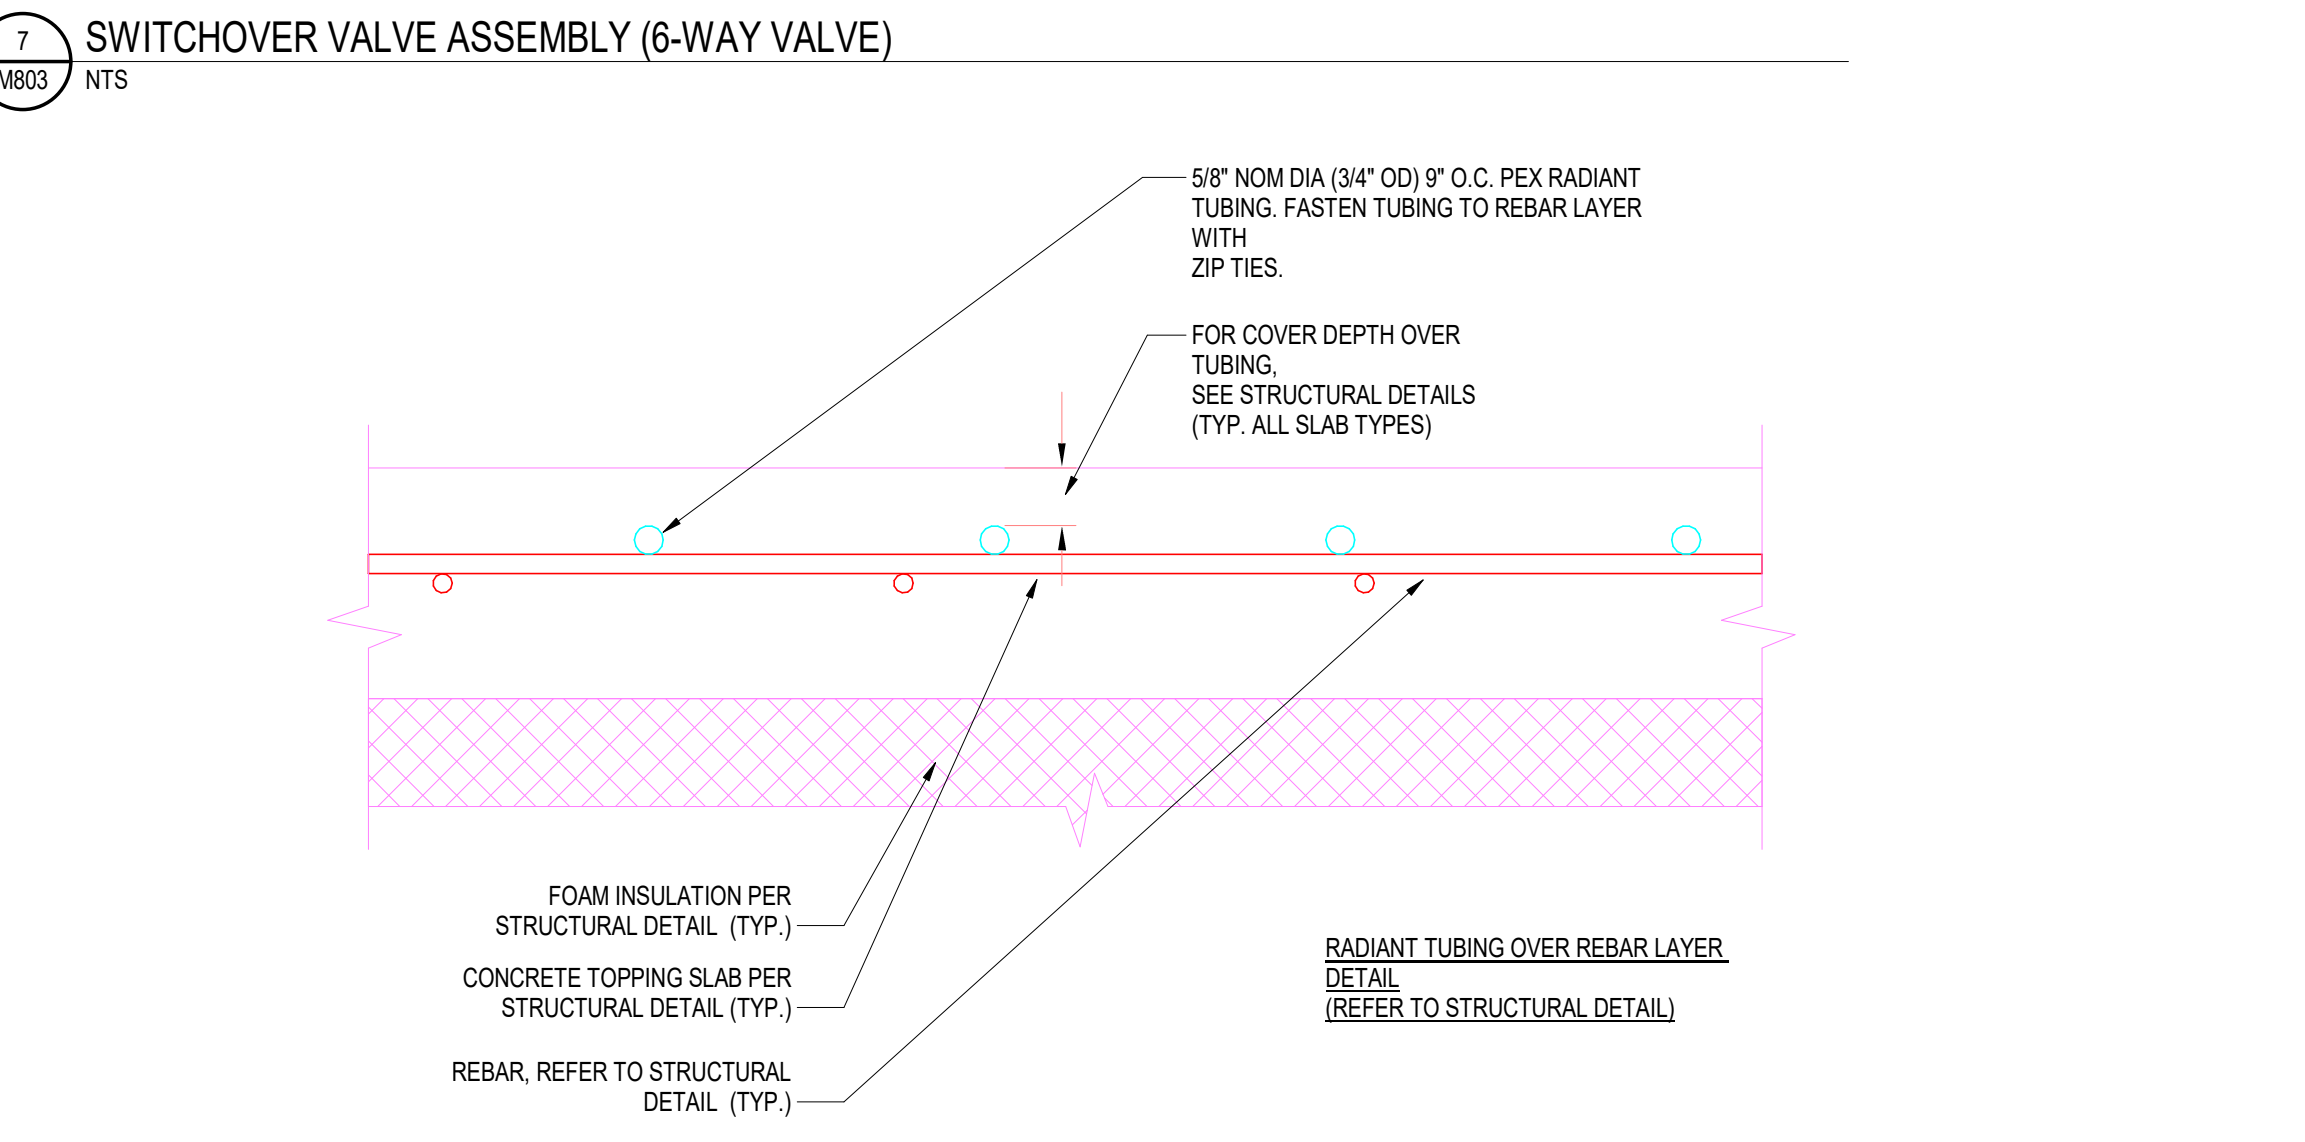 7
SWITCHOVER VALVE ASSEMBLY (6-WAY VALVE)
M803
NTS
5/8" NOM DIA (3/4" OD) 9" O.C. PEX RADIANT
TUBING. FASTEN TUBING TO REBAR LAYER
WITH
ZIP TIES.
FOR COVER DEPTH OVER
TUBING,
SEE STRUCTURAL DETAILS
(TYP. ALL SLAB TYPES)
FOAM INSULATION PER
STRUCTURAL DETAIL (TYP.)
CONCRETE TOPPING SLAB PER
STRUCTURAL DETAIL (TYP.)
REBAR, REFER TO STRUCTURAL
DETAIL (TYP.)
RADIANT TUBING OVER REBAR LAYER
DETAIL
(REFER TO STRUCTURAL DETAIL)